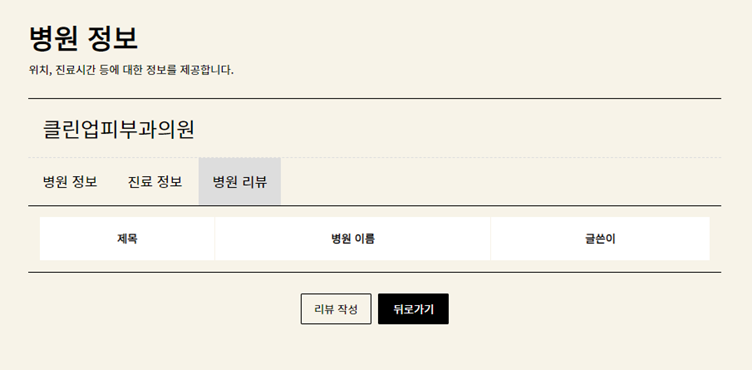 병원 정보
위치, 진료시간 등에 대한 정보를 제공합니다.
클린업피부과의원
병원 정보 진료 정보 병원 리뷰
제목 병원 이름 글쓴이
리뷰 작성 뒤로가기